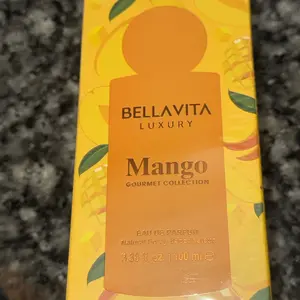 BELLAVITA
LUXURY
Mango
GOURMET COLLECTION
EAU DE PARFUM